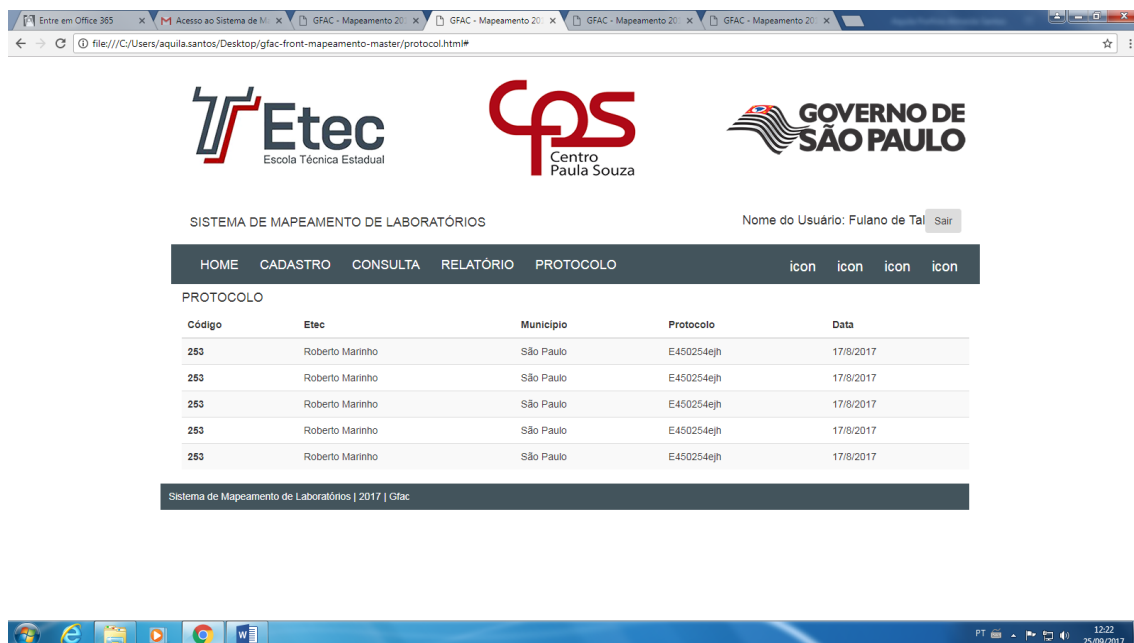 Entre em Office 365
Acesso ao Sistema de M
GFAC - Mapeamento 20
GFAC - Mapeamento 20
GFAC - Mapeamento 20
GFAC - Mapeamento 20
file:///C:/Users/aquila.santos/Desktop/gfac-front-mapeamento-master/protocol.html#
Etec
Escola Técnica Estadual
cps
Centro
Paula Souza
GOVERNO DE
SÃO PAULO
SISTEMA DE MAPEAMENTO DE LABORATÓRIOS
Nome do Usuário: Fulano de Tal Sair
HOME CADASTRO CONSULTA RELATÓRIO PROTOCOLO icon icon icon icon
PROTOCOLO
Código Etec Município Protocolo Data
253 Roberto Marinho São Paulo E450254ejh 17/8/2017
253 Roberto Marinho São Paulo E450254ejh 17/8/2017
253 Roberto Marinho São Paulo E450254ejh 17/8/2017
253 Roberto Marinho São Paulo E450254ejh 17/8/2017
253 Roberto Marinho São Paulo E450254ejh 17/8/2017
Sistema de Mapeamento de Laboratórios | 2017 | Gfac
PT 12:22
25/09/2017